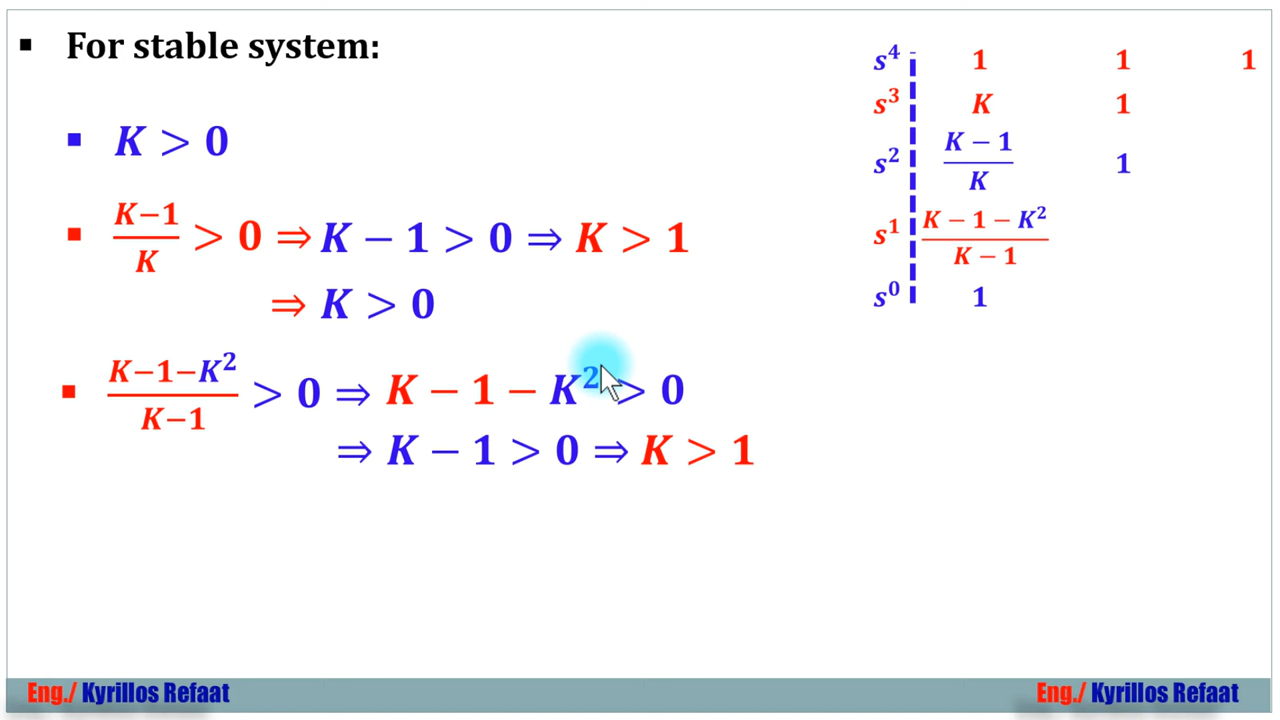 ▪ For stable system:
▪ K > 0
▪ (K−1)/K > 0 ⇒ K − 1 > 0 ⇒ K > 1
⇒ K > 0
▪ (K−1−K²)/(K−1) > 0 ⇒ K − 1 − K² > 0
⇒ K − 1 > 0 ⇒ K > 1
s⁴ 1 1 1
s³ K 1
s² (K − 1)/K 1
s¹ (K − 1 − K²)/(K − 1)
s⁰ 1
Eng./ Kyrillos Refaat
Eng./ Kyrillos Refaat